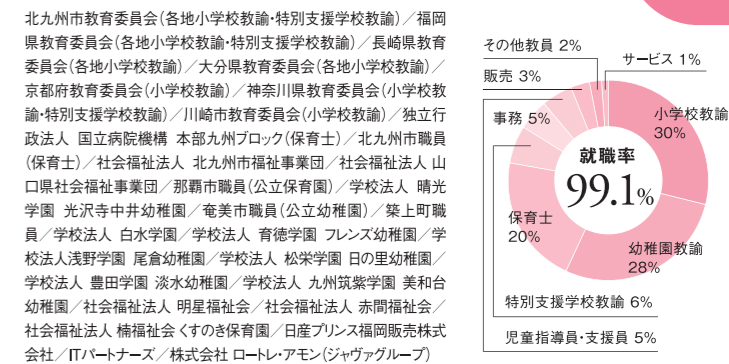 北九州市教育委員会（各地小学校教諭・特別支援学校教諭）／福岡
県教育委員会（各地小学校教諭・特別支援学校教諭）／長崎県教育
委員会（各地小学校教諭）／大分県教育委員会（各地小学校教諭）／
京都府教育委員会（小学校教諭）／神奈川県教育委員会（小学校教
諭・特別支援学校教諭）／川崎市教育委員会（小学校教諭）／独立行
政法人 国立病院機構 本部九州ブロック（保育士）／北九州市職員
（保育士）／社会福祉法人 北九州市福祉事業団／社会福祉法人 山
口県社会福祉事業団／那覇市職員（公立保育園）／学校法人 晴光
学園 光沢寺中井幼稚園／奄美市職員（公立幼稚園）／築上町職
員／学校法人 白水学園／学校法人 育徳学園 フレンズ幼稚園／学
校法人浅野学園 尾倉幼稚園／学校法人 松栄学園 日の里幼稚園／
学校法人 豊田学園 淡水幼稚園／学校法人 九州筑紫学園 美和台
幼稚園／社会福祉法人 明星福祉会／社会福祉法人 赤間福祉会／
社会福祉法人 楠福祉会 くすのき保育園／日産プリンス福岡販売株式
会社／ITパートナーズ／株式会社 ロートレ・アモン（ジャヴァグループ）
その他教員 2%
サービス 1%
販売 3%
事務 5%
小学校教諭
30%
就職率
99.1%
保育士
20%
幼稚園教諭
28%
特別支援学校教諭 6%
児童指導員・支援員 5%